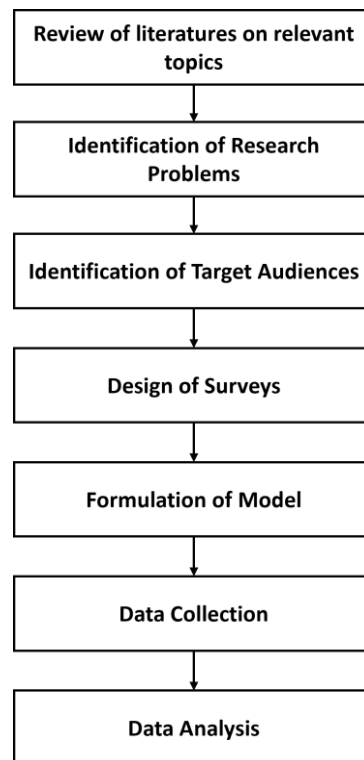 Review of literatures on relevant
topics
Identification of Research
Problems
Identification of Target Audiences
Design of Surveys
Formulation of Model
Data Collection
Data Analysis